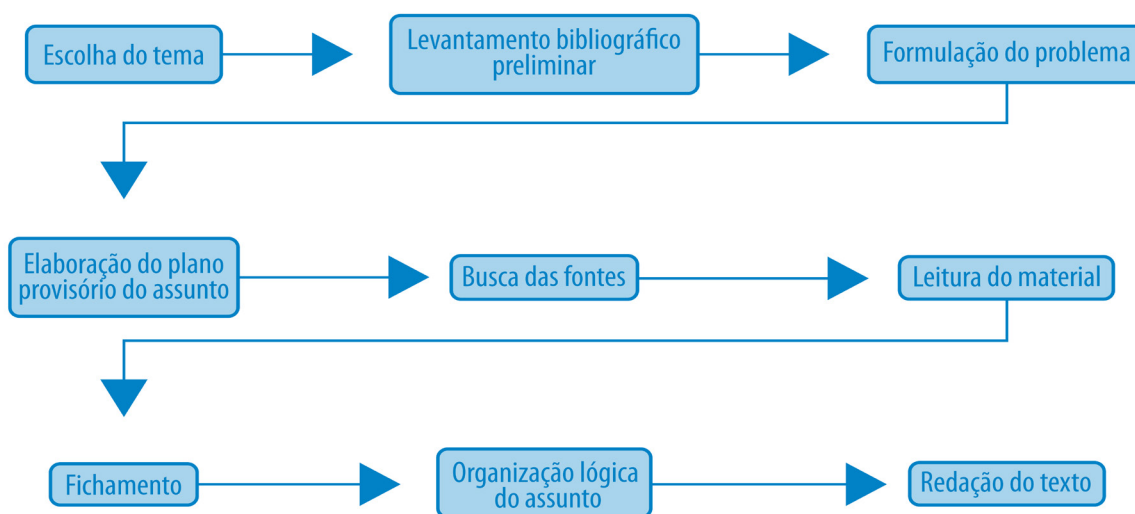 Escolha do tema
Levantamento bibliográfico
preliminar
Formulação do problema
Elaboração do plano
provisório do assunto
Busca das fontes
Leitura do material
Fichamento
Organização lógica
do assunto
Redação do texto